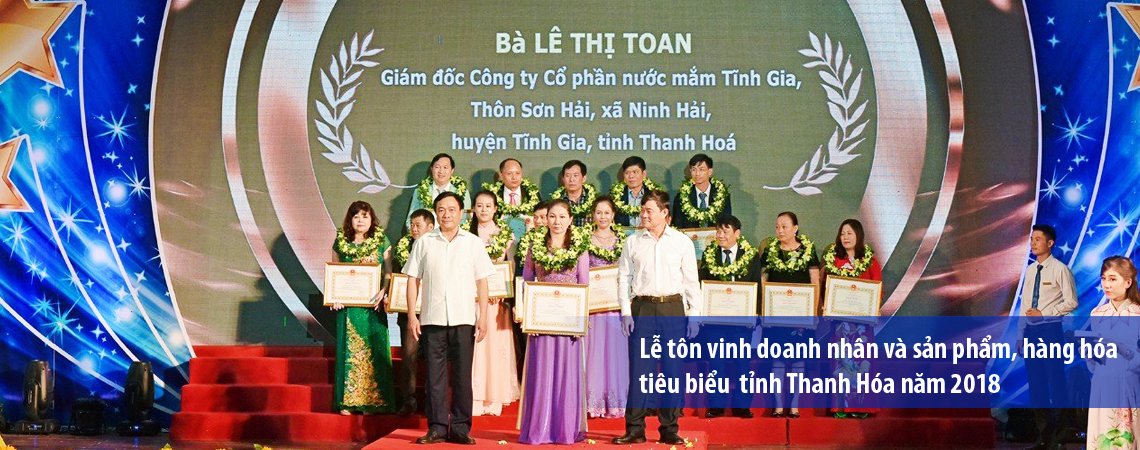 Bà LÊ THỊ TOAN
Giám đốc Công ty Cổ phần nước mắm Tĩnh Gia,
Thôn Sơn Hải, xã Ninh Hải,
huyện Tĩnh Gia, tỉnh Thanh Hoá
Lễ tôn vinh doanh nhân và sản phẩm, hàng hóa
tiêu biểu tỉnh Thanh Hóa năm 2018